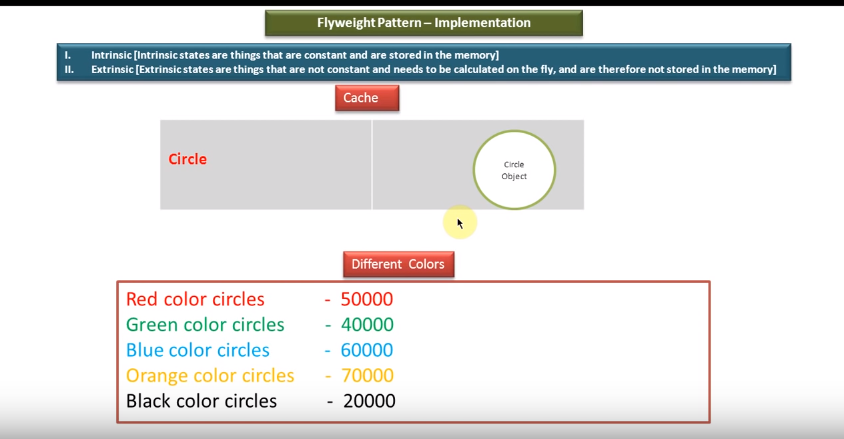 Flyweight Pattern – Implementation
I. Intrinsic [Intrinsic states are things that are constant and are stored in the memory]
II. Extrinsic [Extrinsic states are things that are not constant and needs to be calculated on the fly, and are therefore not stored in the memory]
Cache
Circle
Circle
Object
Different Colors
Red color circles - 50000
Green color circles - 40000
Blue color circles - 60000
Orange color circles - 70000
Black color circles - 20000